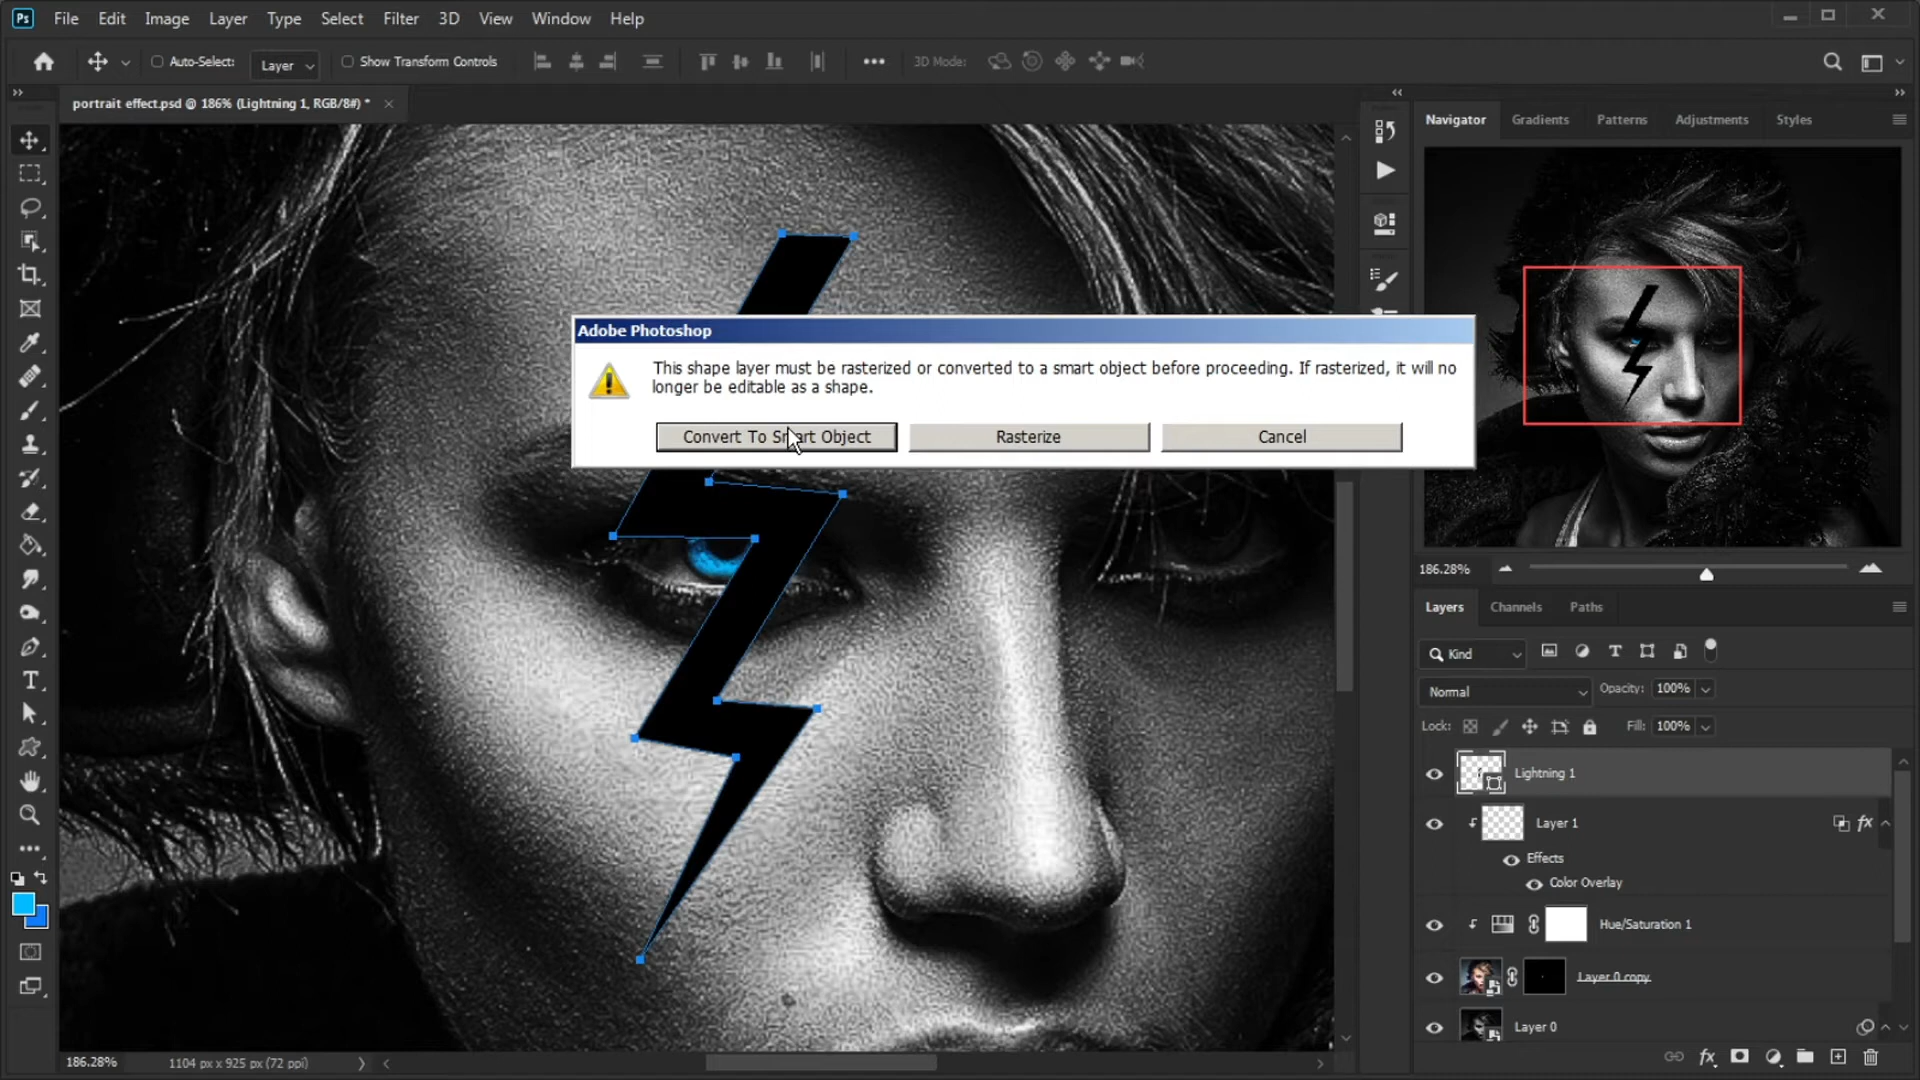 Ps File Edit Image Layer Type Select Filter 3D View Window Help
Auto-Select: Layer Show Transform Controls 3D Mode:
portrait effect.psd @ 186% (Lightning 1, RGB/8#) *
Navigator Gradients Patterns Adjustments Styles
Adobe Photoshop
This shape layer must be rasterized or converted to a smart object before proceeding. If rasterized, it will no
longer be editable as a shape.
Convert To Smart Object Rasterize Cancel
186.28%
Layers Channels Paths
Kind
Normal Opacity: 100%
Lock: Fill: 100%
Lightning 1
Layer 1 fx
Effects
Color Overlay
Hue/Saturation 1
Layer 0 copy
Layer 0
186.28% 1104 px x 925 px (72 ppi)
fx